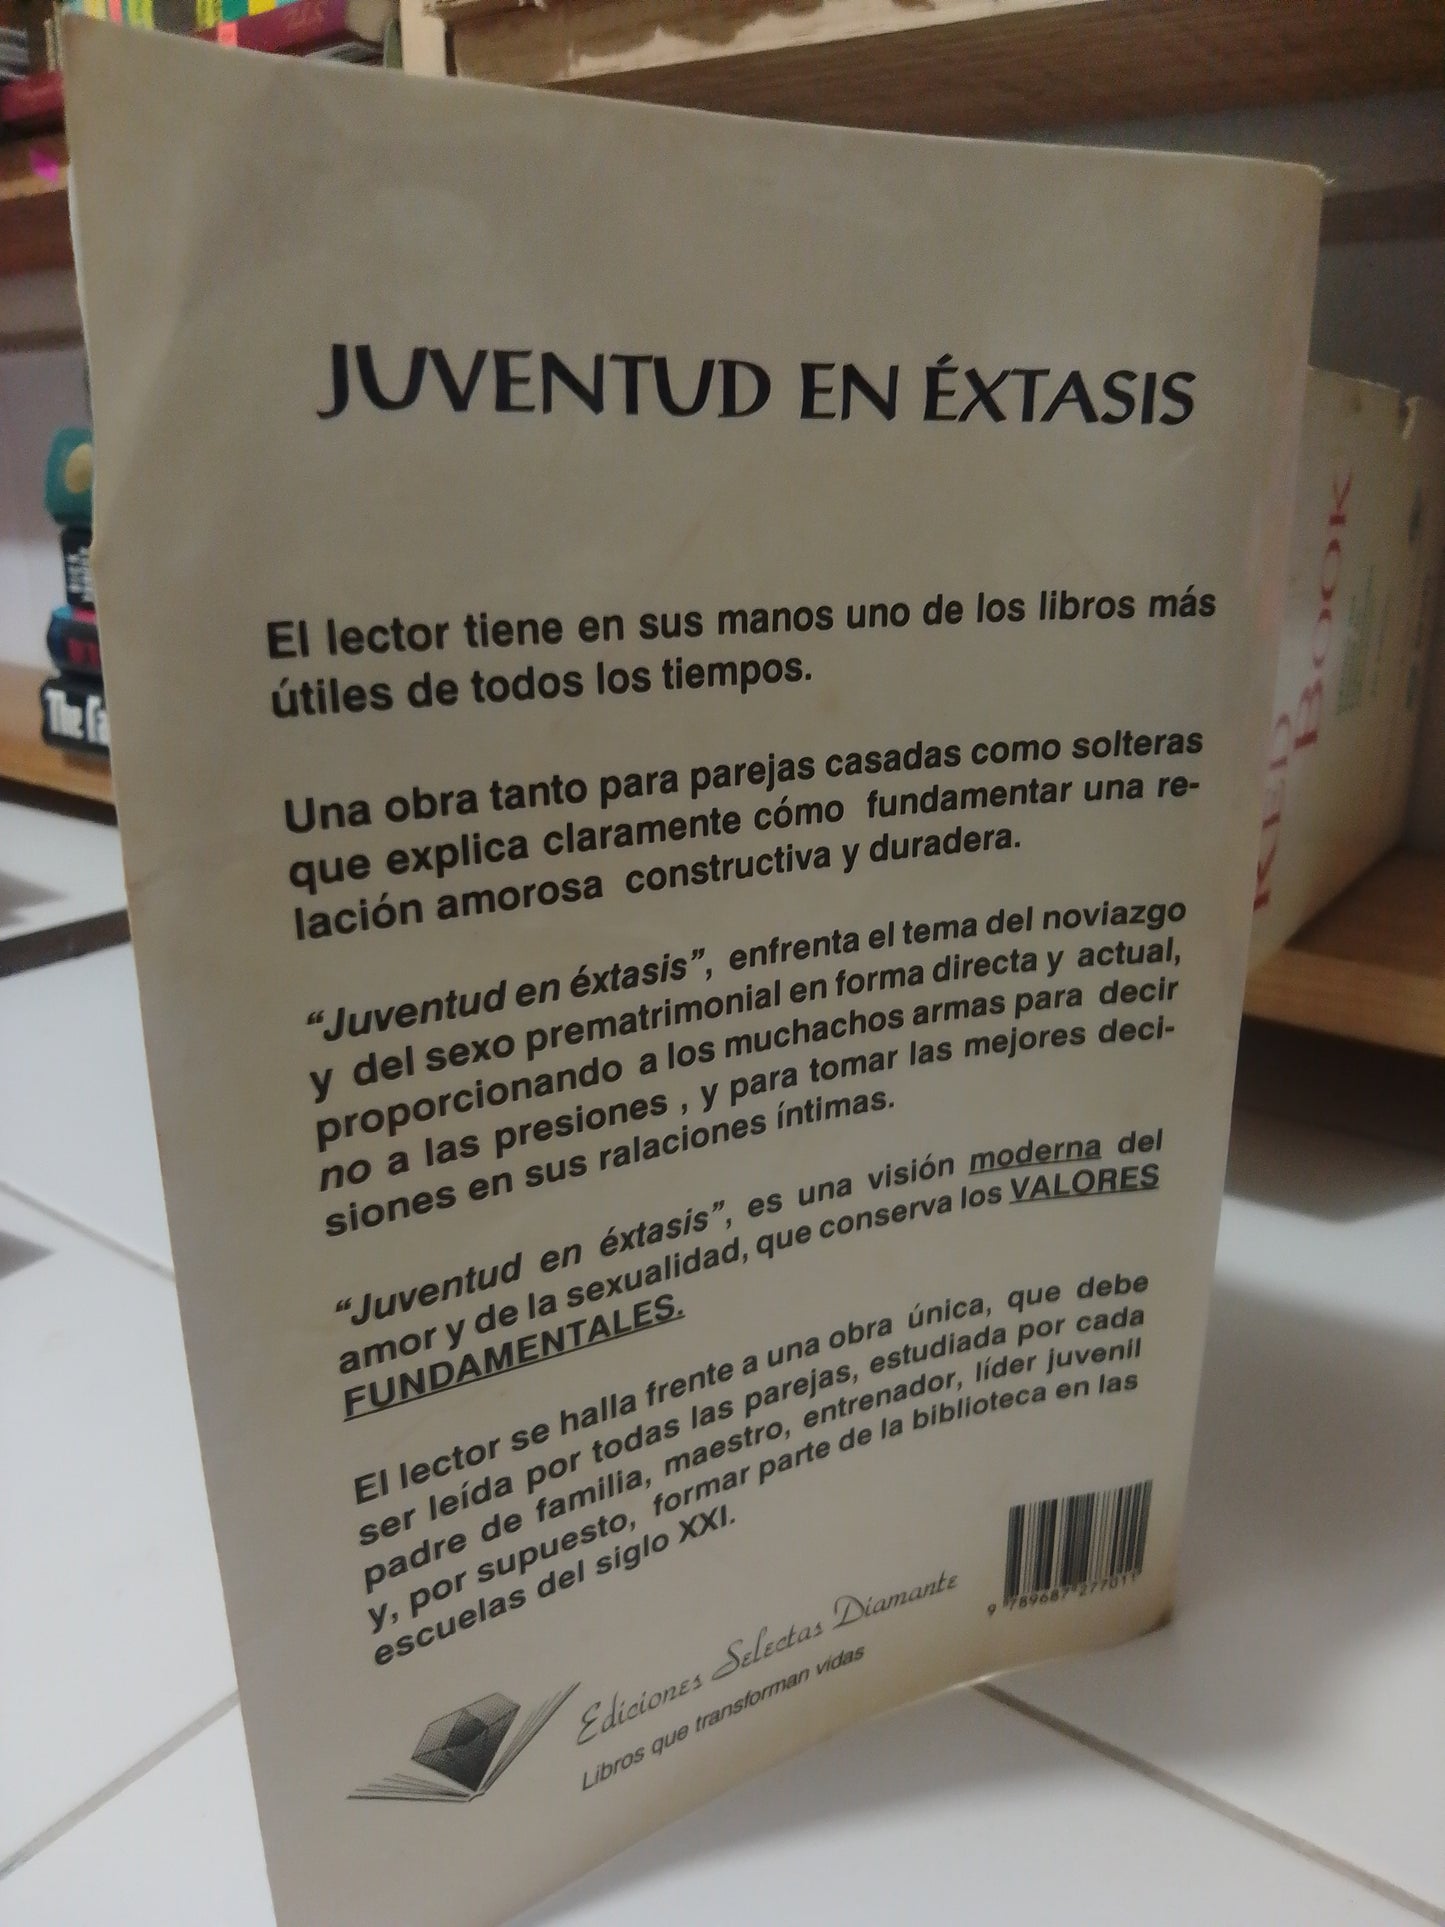 JUVENTUD EN ÉXTASIS
El lector tiene en sus manos uno de los libros más
útiles de todos los tiempos.
Una obra tanto para parejas casadas como solteras
que explica claramente cómo fundamentar una re-
lación amorosa constructiva y duradera.
“Juventud en éxtasis”, enfrenta el tema del noviazgo
y del sexo prematrimonial en forma directa y actual,
proporcionando a los muchachos armas para decir
no a las presiones , y para tomar las mejores deci-
siones en sus ralaciones íntimas.
“Juventud en éxtasis”, es una visión moderna del
amor y de la sexualidad, que conserva los VALORES
FUNDAMENTALES.
El lector se halla frente a una obra única, que debe
ser leída por todas las parejas, estudiada por cada
padre de familia, maestro, entrenador, líder juvenil
y, por supuesto, formar parte de la biblioteca en las
escuelas del siglo XXI.
9 789687 277011
Ediciones Selectas Diamante
Libros que transforman vidas
RED
BOOK
The